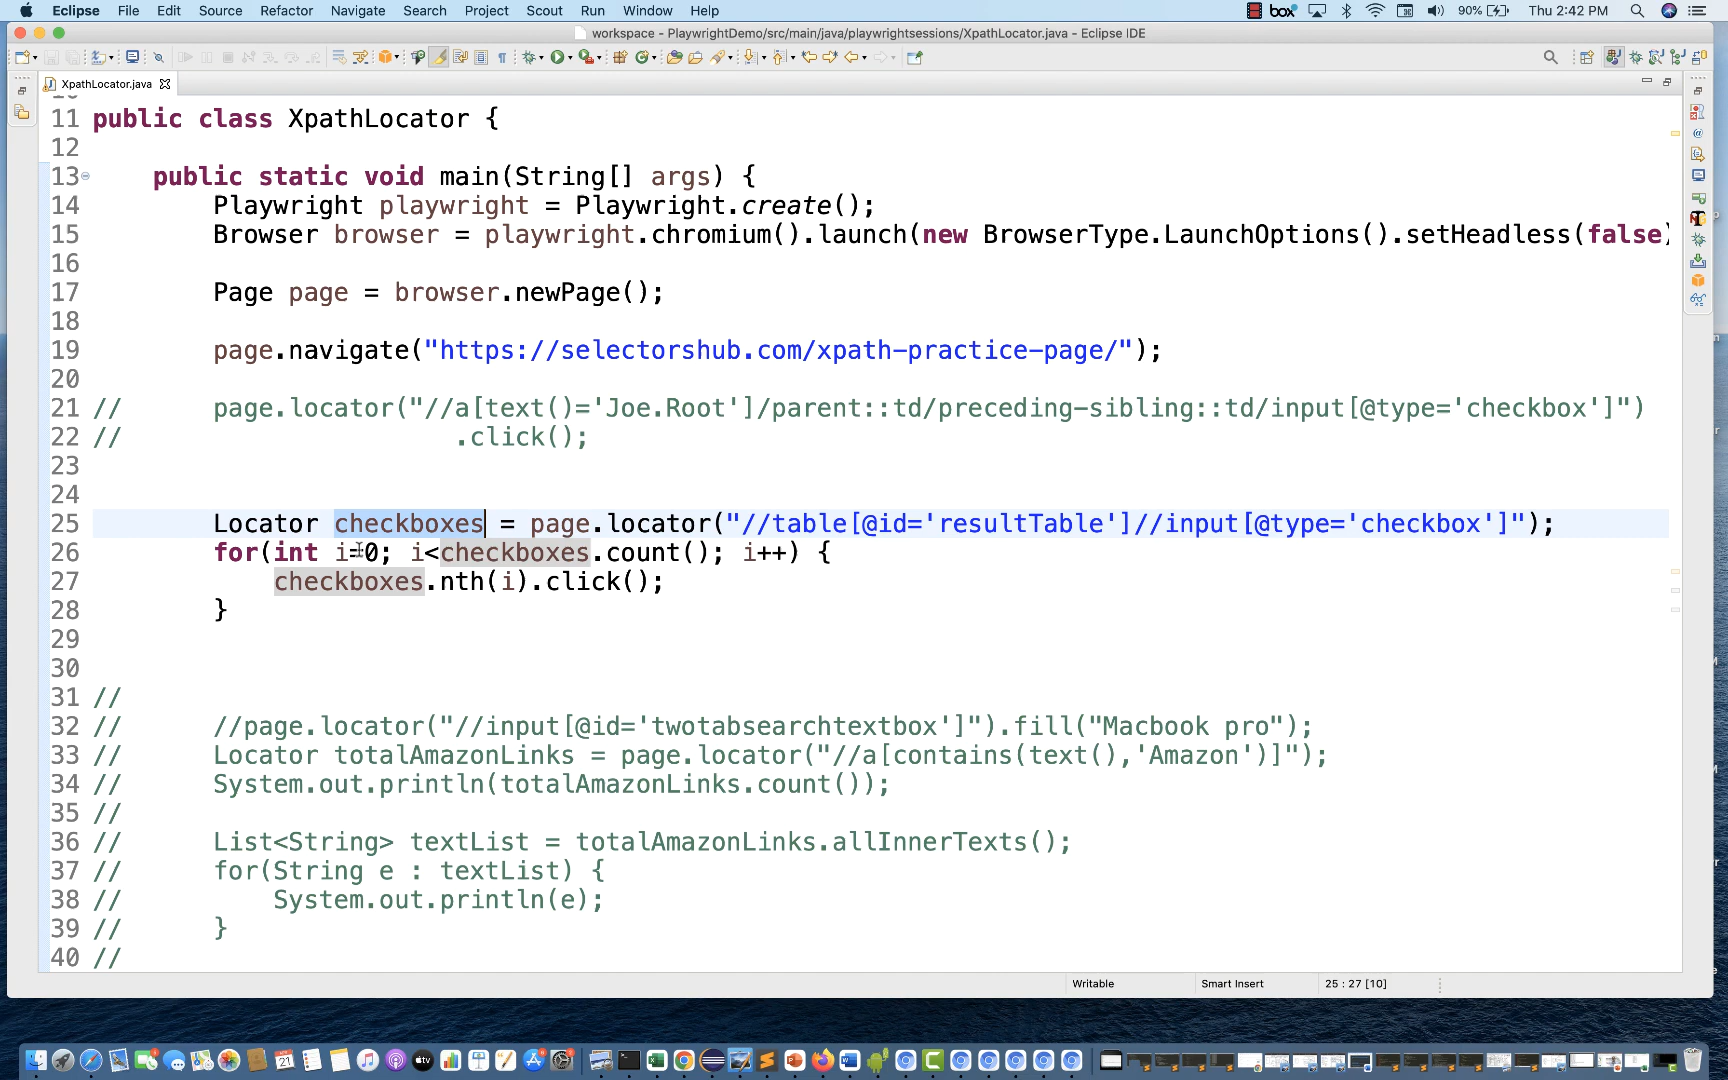 Eclipse File Edit Source Refactor Navigate Search Project Scout Run Window Help box 90% Thu 2:42 PM
workspace - PlaywrightDemo/src/main/java/playwrightsessions/XpathLocator.java - Eclipse IDE
XpathLocator.java
11 public class XpathLocator {
12
13 public static void main(String[] args) {
14 Playwright playwright = Playwright.create();
15 Browser browser = playwright.chromium().launch(new BrowserType.LaunchOptions().setHeadless(false)
16
17 Page page = browser.newPage();
18
19 page.navigate("https://selectorshub.com/xpath-practice-page/");
20
21 // page.locator("//a[text()='Joe.Root']/parent::td/preceding-sibling::td/input[@type='checkbox']")
22 // .click();
23
24
25 Locator checkboxes = page.locator("//table[@id='resultTable']//input[@type='checkbox']");
26 for(int i=0; i<checkboxes.count(); i++) {
27 checkboxes.nth(i).click();
28 }
29
30
31 //
32 // //page.locator("//input[@id='twotabsearchtextbox']").fill("Macbook pro");
33 // Locator totalAmazonLinks = page.locator("//a[contains(text(),'Amazon')]");
34 // System.out.println(totalAmazonLinks.count());
35 //
36 // List<String> textList = totalAmazonLinks.allInnerTexts();
37 // for(String e : textList) {
38 // System.out.println(e);
39 // }
40 //
Writable Smart Insert 25 : 27 [10]